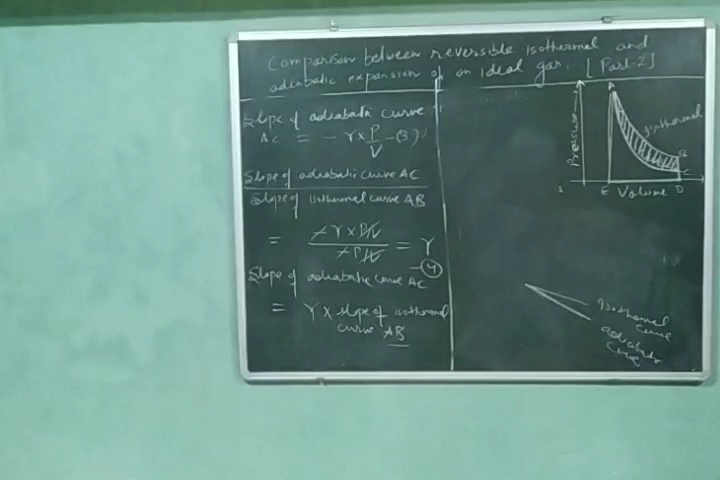 Comparison between reversible isothermal and
adiabatic expansion of an ideal gas. [Part-2]
Slope of adiabatic curve
AC = - γ × P/V - (3)
Slope of adiabatic curve AC
Slope of isothermal curve AB
= -γ × P/V / -P/V = γ
- (4)
Slope of adiabatic curve AC
= γ × slope of isothermal
curve AB
Pressure
A
isothermal
B
C
E Volume D
isothermal
curve
adiabatic
curve